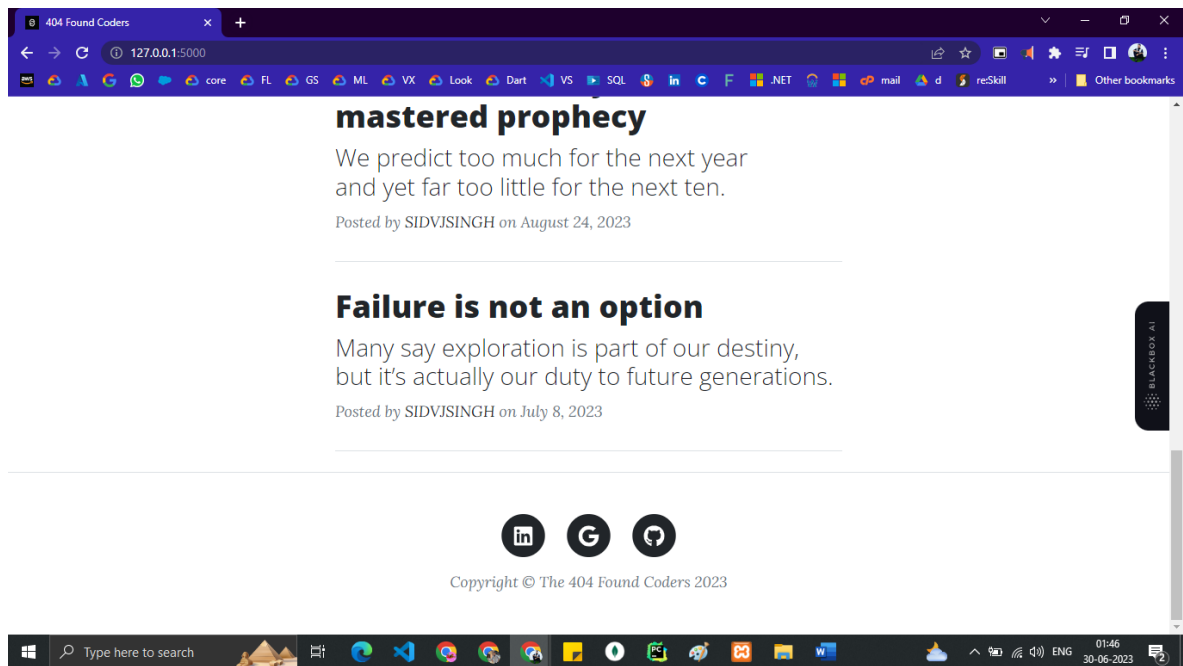 404 Found Coders
127.0.0.1:5000
core FL GS ML VX Look Dart VS SQL .NET mail d re:Skill » Other bookmarks
mastered prophecy
We predict too much for the next year
and yet far too little for the next ten.
Posted by SIDVJSINGH on August 24, 2023
Failure is not an option
Many say exploration is part of our destiny,
but it’s actually our duty to future generations.
Posted by SIDVJSINGH on July 8, 2023
BLACKBOX AI
Copyright © The 404 Found Coders 2023
Type here to search
ENG
01:46
30-06-2023
2